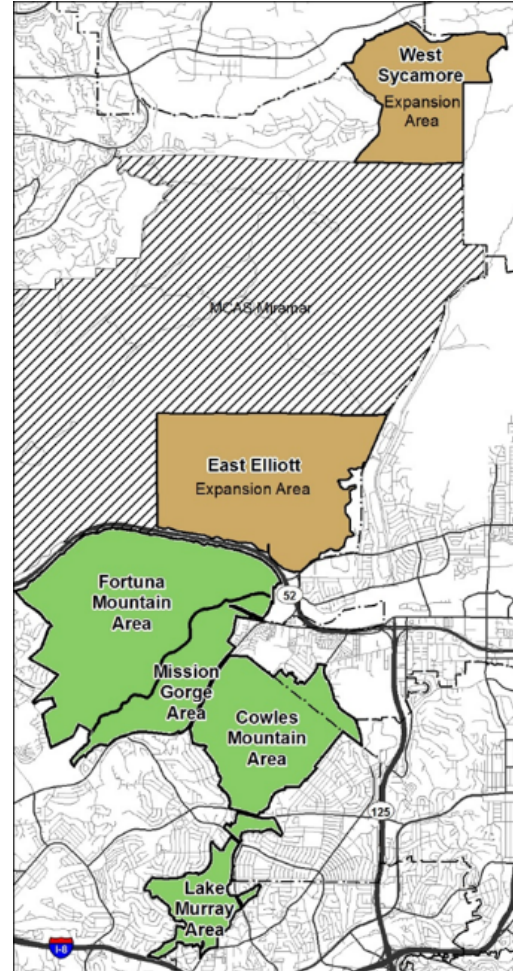 West
Sycamore
Expansion
Area
MCAS Miramar
East Elliott
Expansion Area
Fortuna
Mountain
Area
52
Mission
Gorge
Area
Cowles
Mountain
Area
125
Lake
Murray
Area
I-8